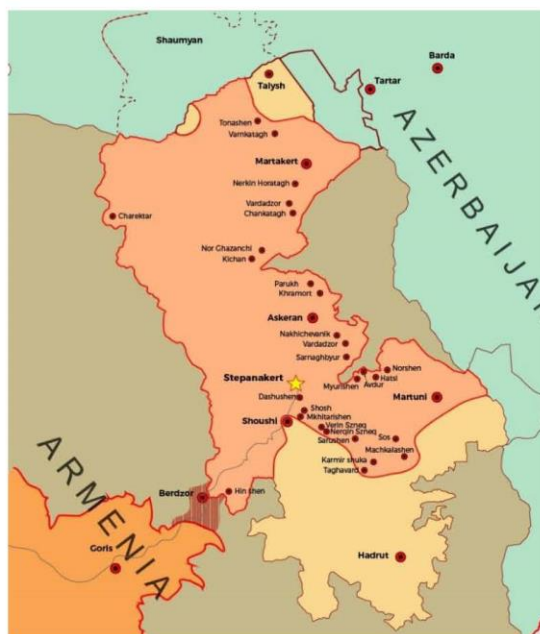 Shaumyan
Barda
Talysh
Tartar
Tonashen
Varnkatagh
Martakert
Nerkin Horatagh
Vardadzor
Chankatagh
Charektar
Nor Ghazanchi
Kichan
AZERBAIJAN
Parukh
Khramort
Askeran
Nakhichevanik
Vardadzor
Sarnaghbyur
Norshen
Hatsi
Avdur
Myurishen
Stepanakert
Dashushen
Martuni
Shosh
Mkhitarishen
Shoushi
Verin Szneq
Nerqin Szneq
Sarushen
Sos
Machkalashen
Karmir shuka
Taghavard
ARMENIA
Berdzor
Hin shen
Goris
Hadrut